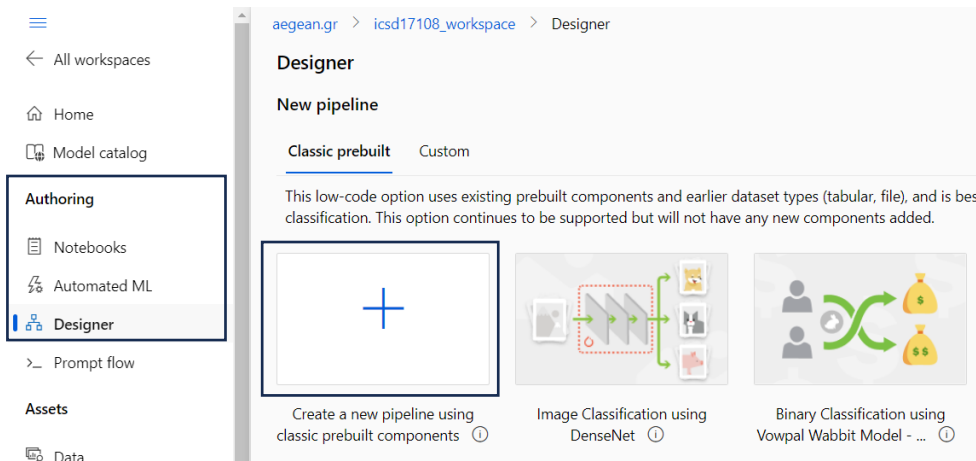 All workspaces
Home
Model catalog
Authoring
Notebooks
Automated ML
Designer
Prompt flow
Assets
Data
aegean.gr > icsd17108_workspace > Designer
Designer
New pipeline
Classic prebuilt Custom
This low-code option uses existing prebuilt components and earlier dataset types (tabular, file), and is bes
classification. This option continues to be supported but will not have any new components added.
Create a new pipeline using
classic prebuilt components
Image Classification using
DenseNet
$
$$
Binary Classification using
Vowpal Wabbit Model - ...